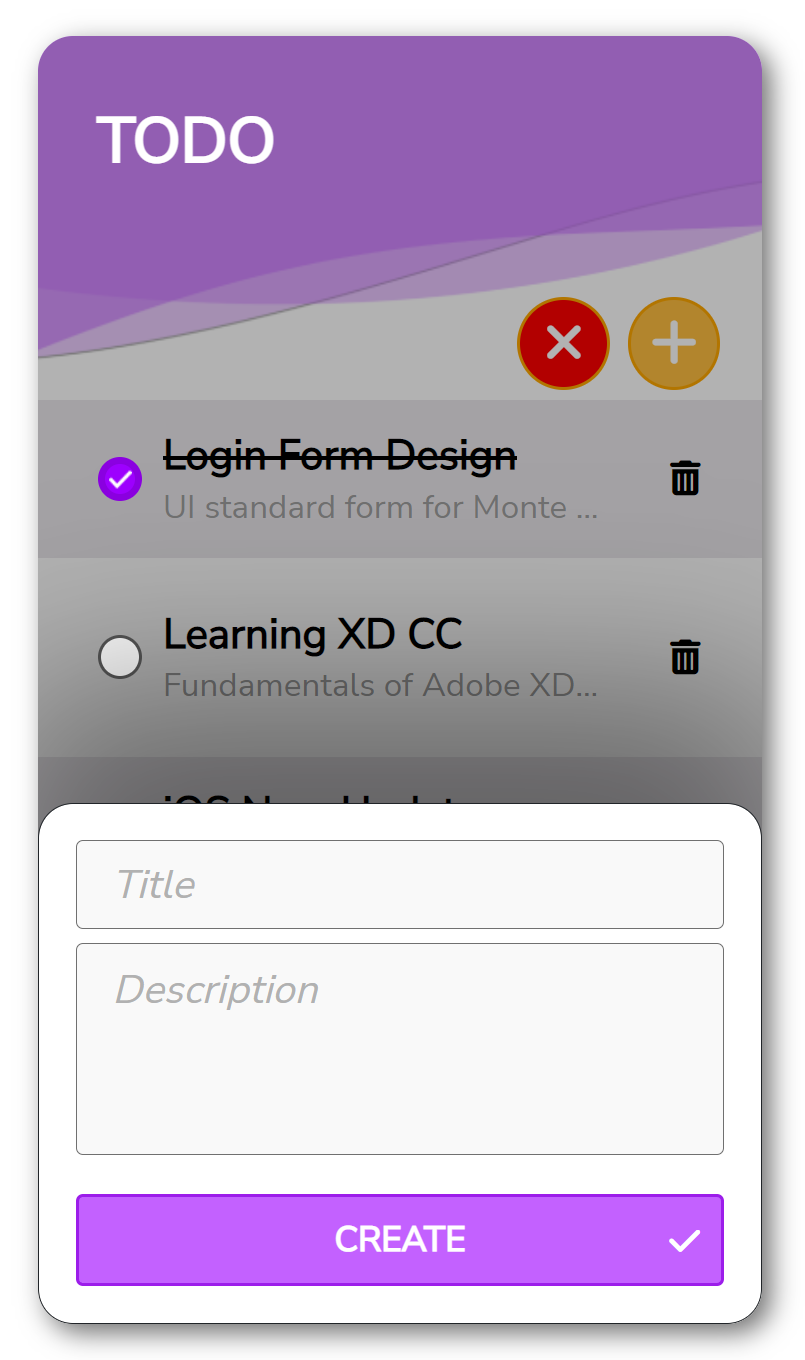 TODO
Login Form Design
UI standard form for Monte ...
Learning XD CC
Fundamentals of Adobe XD...
Title
Description
CREATE